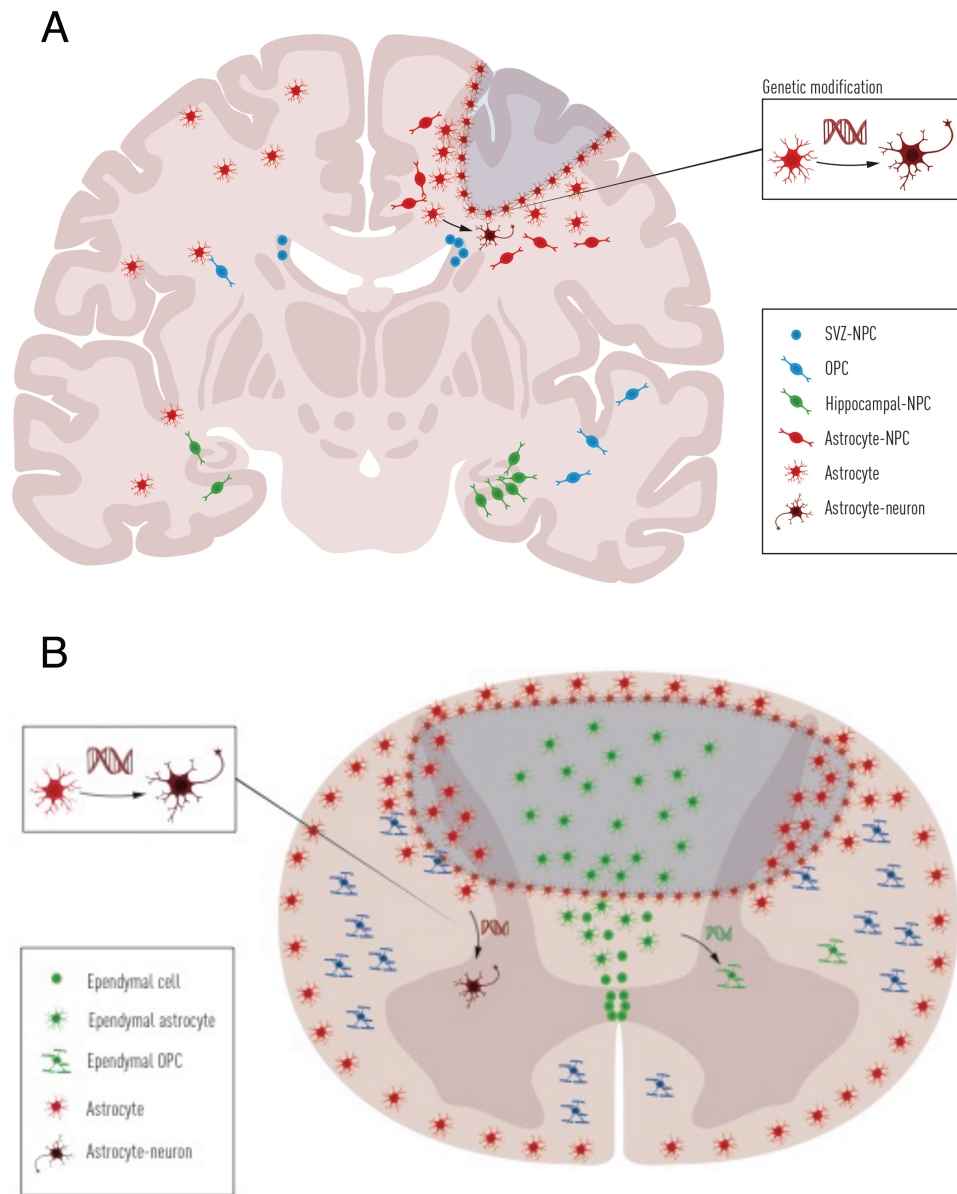 A
Genetic modification
SVZ-NPC
OPC
Hippocampal-NPC
Astrocyte-NPC
Astrocyte
Astrocyte-neuron
B
Ependymal cell
Ependymal astrocyte
Ependymal OPC
Astrocyte
Astrocyte-neuron